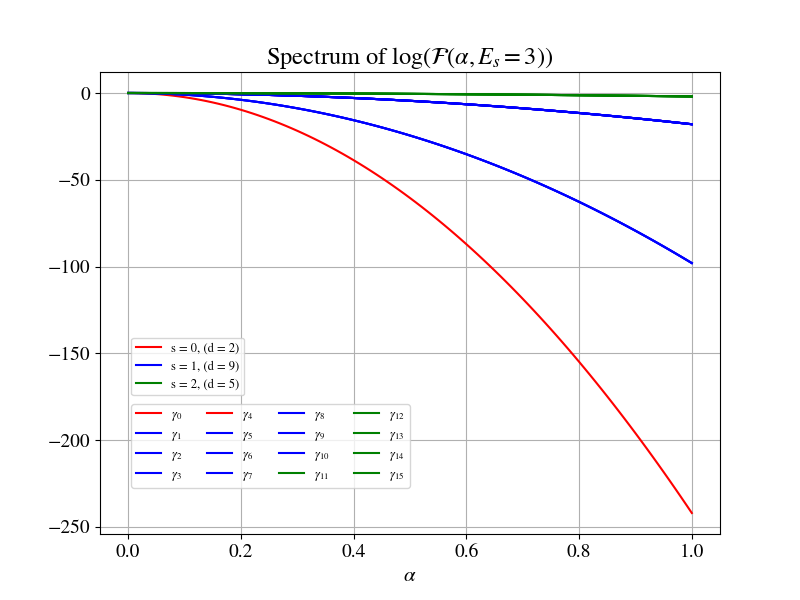 Spectrum of log(ℱ(α, E_s = 3))
0
−50
−100
−150
−200
−250
s = 0, (d = 2)
s = 1, (d = 9)
s = 2, (d = 5)
γ₀ γ₄ γ₈ γ₁₂
γ₁ γ₅ γ₉ γ₁₃
γ₂ γ₆ γ₁₀ γ₁₄
γ₃ γ₇ γ₁₁ γ₁₅
0.0 0.2 0.4 0.6 0.8 1.0
α